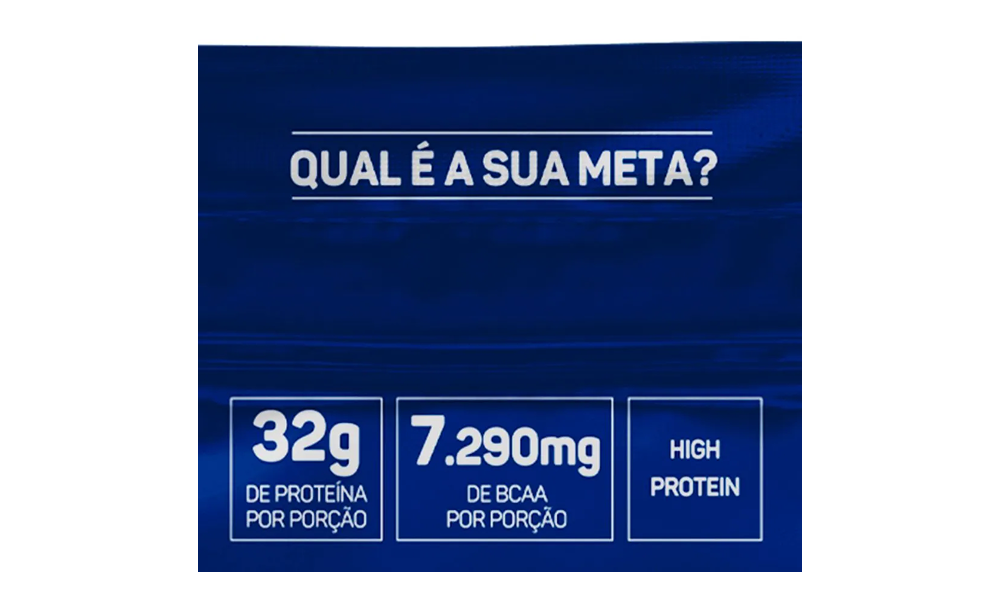 QUAL É A SUA META?
32g
DE PROTEÍNA
POR PORÇÃO
7.290mg
DE BCAA
POR PORÇÃO
HIGH
PROTEIN